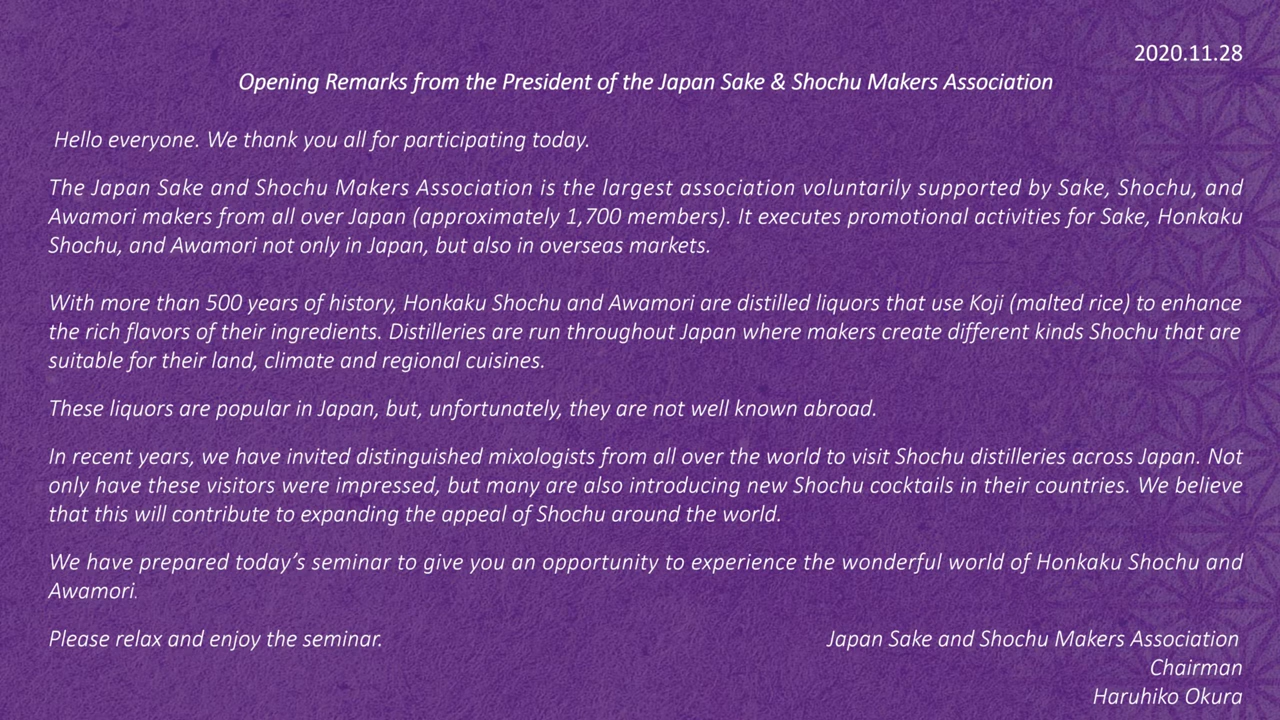 2020.11.28
Opening Remarks from the President of the Japan Sake & Shochu Makers Association
Hello everyone. We thank you all for participating today.
The Japan Sake and Shochu Makers Association is the largest association voluntarily supported by Sake, Shochu, and
Awamori makers from all over Japan (approximately 1,700 members). It executes promotional activities for Sake, Honkaku
Shochu, and Awamori not only in Japan, but also in overseas markets.
With more than 500 years of history, Honkaku Shochu and Awamori are distilled liquors that use Koji (malted rice) to enhance
the rich flavors of their ingredients. Distilleries are run throughout Japan where makers create different kinds Shochu that are
suitable for their land, climate and regional cuisines.
These liquors are popular in Japan, but, unfortunately, they are not well known abroad.
In recent years, we have invited distinguished mixologists from all over the world to visit Shochu distilleries across Japan. Not
only have these visitors were impressed, but many are also introducing new Shochu cocktails in their countries. We believe
that this will contribute to expanding the appeal of Shochu around the world.
We have prepared today’s seminar to give you an opportunity to experience the wonderful world of Honkaku Shochu and
Awamori.
Please relax and enjoy the seminar.
Japan Sake and Shochu Makers Association
Chairman
Haruhiko Okura